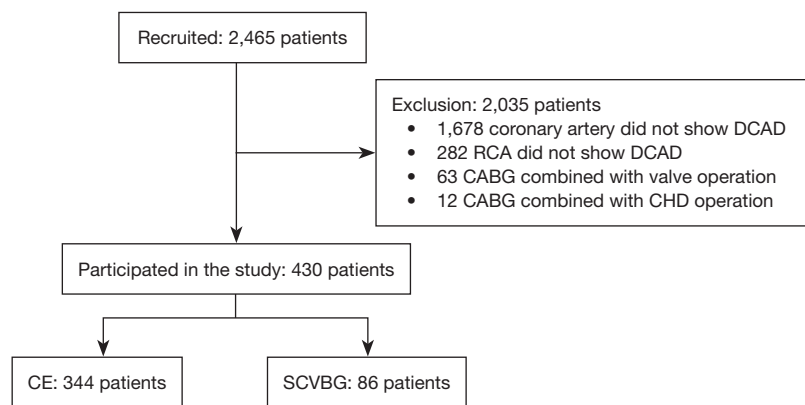 Recruited: 2,465 patients
Exclusion: 2,035 patients
• 1,678 coronary artery did not show DCAD
• 282 RCA did not show DCAD
• 63 CABG combined with valve operation
• 12 CABG combined with CHD operation
Participated in the study: 430 patients
CE: 344 patients
SCVBG: 86 patients